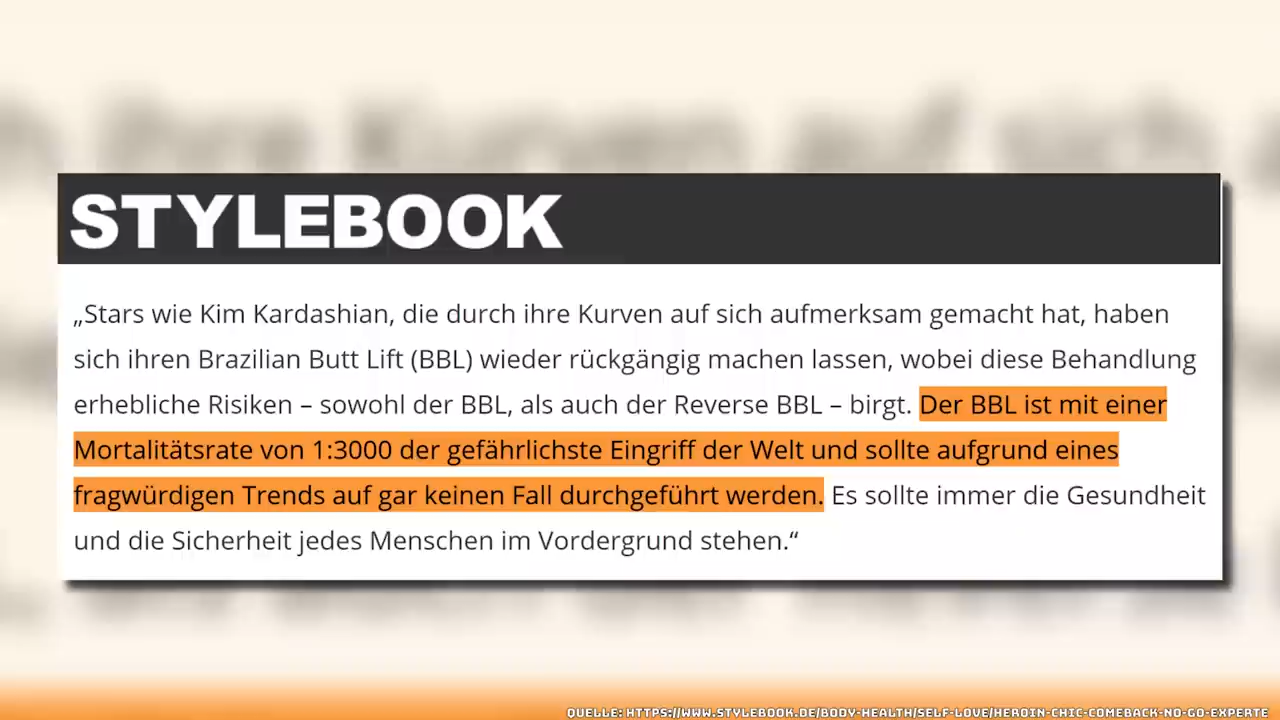 STYLEBOOK
„Stars wie Kim Kardashian, die durch ihre Kurven auf sich aufmerksam gemacht hat, haben
sich ihren Brazilian Butt Lift (BBL) wieder rückgängig machen lassen, wobei diese Behandlung
erhebliche Risiken – sowohl der BBL, als auch der Reverse BBL – birgt. Der BBL ist mit einer
Mortalitätsrate von 1:3000 der gefährlichste Eingriff der Welt und sollte aufgrund eines
fragwürdigen Trends auf gar keinen Fall durchgeführt werden. Es sollte immer die Gesundheit
und die Sicherheit jedes Menschen im Vordergrund stehen.“
QUELLE: HTTPS://WWW.STYLEBOOK.DE/BODY-HEALTH/SELF-LOVE/HEROIN-CHIC-COMEBACK-NO-GO-EXPERTE